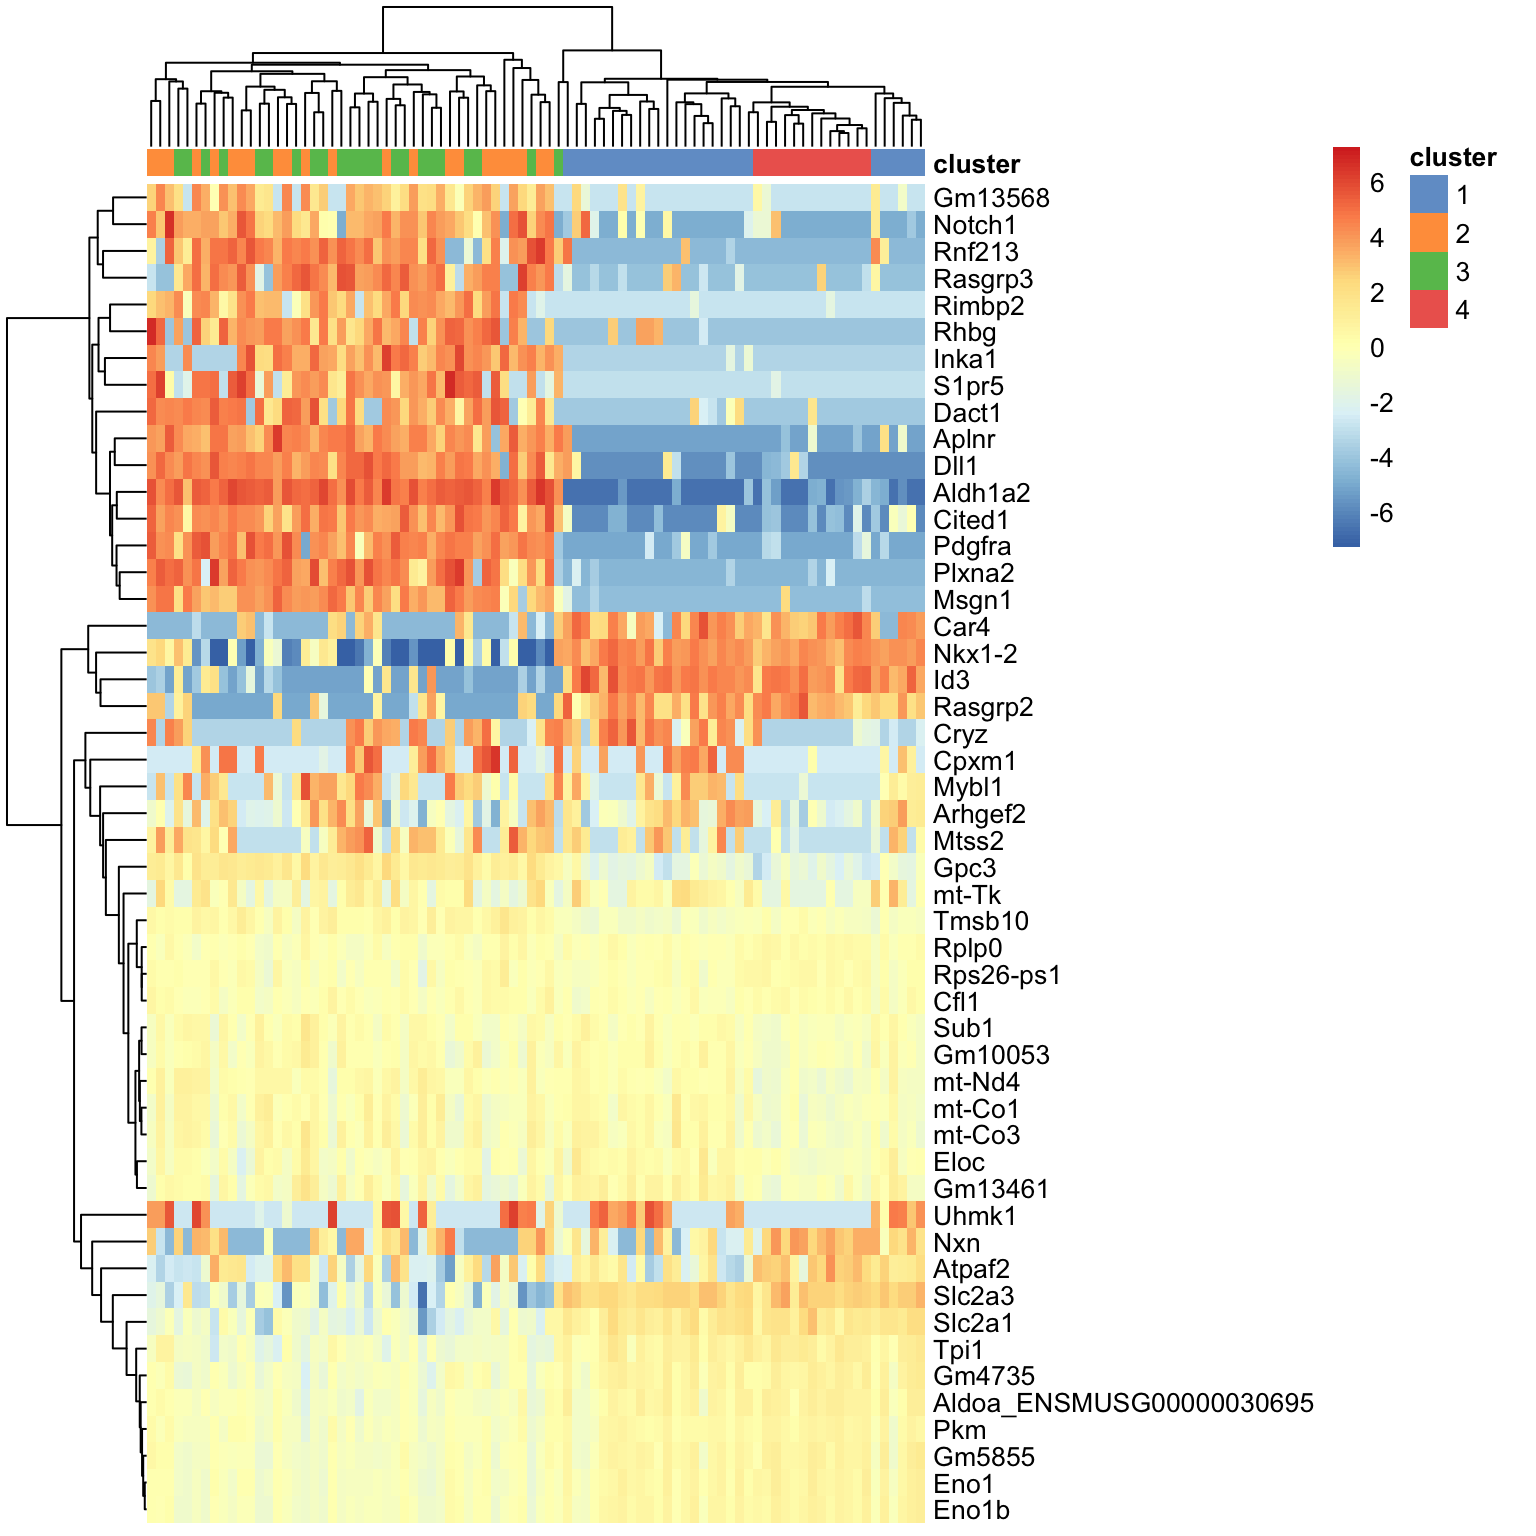 cluster
Gm13568
Notch1
Rnf213
Rasgrp3
Rimbp2
Rhbg
Inka1
S1pr5
Dact1
Aplnr
Dll1
Aldh1a2
Cited1
Pdgfra
Plxna2
Msgn1
Car4
Nkx1-2
Id3
Rasgrp2
Cryz
Cpxm1
Mybl1
Arhgef2
Mtss2
Gpc3
mt-Tk
Tmsb10
Rplp0
Rps26-ps1
Cfl1
Sub1
Gm10053
mt-Nd4
mt-Co1
mt-Co3
Eloc
Gm13461
Uhmk1
Nxn
Atpaf2
Slc2a3
Slc2a1
Tpi1
Gm4735
Aldoa_ENSMUSG00000030695
Pkm
Gm5855
Eno1
Eno1b
6
4
2
0
-2
-4
-6
cluster
1
2
3
4